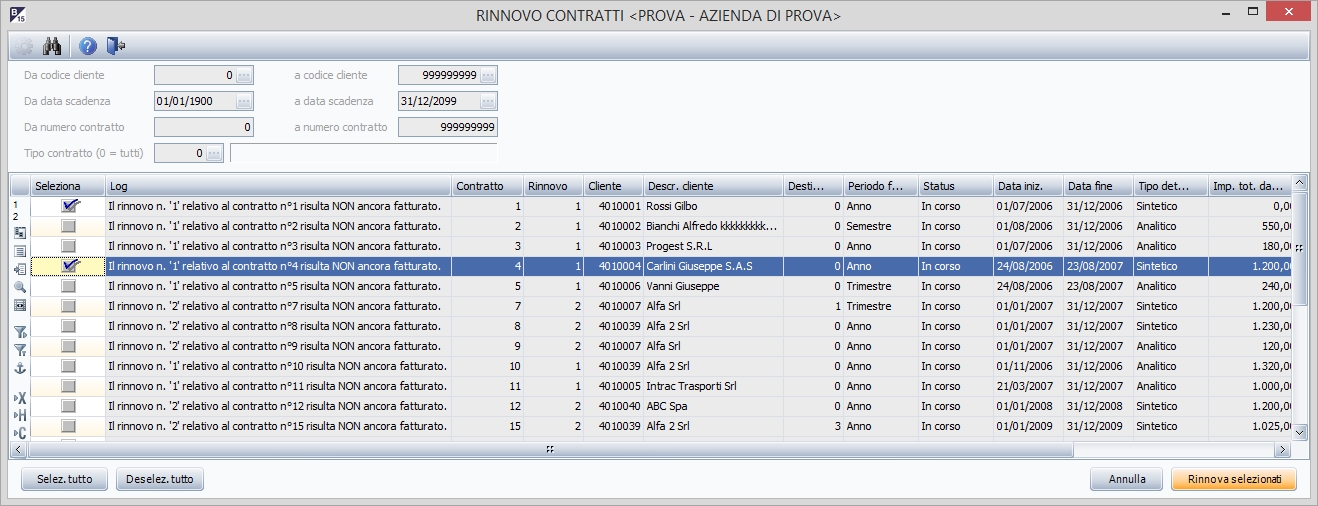 B 15 RINNOVO CONTRATTI <PROVA - AZIENDA DI PROVA>
Da codice cliente 0 a codice cliente 999999999
Da data scadenza 01/01/1900 a data scadenza 31/12/2099
Da numero contratto 0 a numero contratto 999999999
Tipo contratto (0 = tutti) 0
Seleziona Log Contratto Rinnovo Cliente Descr. cliente Desti... Periodo f... Status Data iniz. Data fine Tipo det... Imp. tot. da...
1 Il rinnovo n. '1' relativo al contratto n°1 risulta NON ancora fatturato. 1 1 4010001 Rossi Gilbo 0 Anno In corso 01/07/2006 31/12/2006 Sintetico 0,00
2 Il rinnovo n. '1' relativo al contratto n°2 risulta NON ancora fatturato. 2 1 4010002 Bianchi Alfredo kkkkkkkkk... 0 Semestre In corso 01/08/2006 31/12/2006 Sintetico 550,00
Il rinnovo n. '1' relativo al contratto n°3 risulta NON ancora fatturato. 3 1 4010003 Progest S.R.L 0 Anno In corso 01/07/2006 31/12/2006 Analitico 180,00
Il rinnovo n. '1' relativo al contratto n°4 risulta NON ancora fatturato. 4 1 4010004 Carlini Giuseppe S.A.S 0 Anno In corso 24/08/2006 23/08/2007 Sintetico 1.200,00
Il rinnovo n. '1' relativo al contratto n°5 risulta NON ancora fatturato. 5 1 4010006 Vanni Giuseppe 0 Trimestre In corso 24/08/2006 23/08/2007 Analitico 240,00
Il rinnovo n. '2' relativo al contratto n°7 risulta NON ancora fatturato. 7 2 4010007 Alfa Srl 1 Trimestre In corso 01/01/2007 31/12/2007 Sintetico 1.200,00
Il rinnovo n. '2' relativo al contratto n°8 risulta NON ancora fatturato. 8 2 4010039 Alfa 2 Srl 0 Anno In corso 01/01/2007 31/12/2007 Sintetico 1.230,00
Il rinnovo n. '2' relativo al contratto n°9 risulta NON ancora fatturato. 9 2 4010007 Alfa Srl 0 Anno In corso 01/01/2007 31/12/2007 Analitico 120,00
Il rinnovo n. '1' relativo al contratto n°10 risulta NON ancora fatturato. 10 1 4010039 Alfa 2 Srl 0 Anno In corso 01/11/2006 31/10/2007 Analitico 1.320,00
Il rinnovo n. '1' relativo al contratto n°11 risulta NON ancora fatturato. 11 1 4010005 Intrac Trasporti Srl 0 Anno In corso 21/03/2007 31/12/2007 Analitico 1.000,00
Il rinnovo n. '2' relativo al contratto n°12 risulta NON ancora fatturato. 12 2 4010040 ABC Spa 0 Anno In corso 01/01/2008 31/12/2008 Sintetico 1.200,00
Il rinnovo n. '2' relativo al contratto n°15 risulta NON ancora fatturato. 15 2 4010039 Alfa 2 Srl 3 Anno In corso 01/01/2009 31/12/2009 Sintetico 1.025,00
X
H
C
Selez. tutto Deselez. tutto Annulla Rinnova selezionati